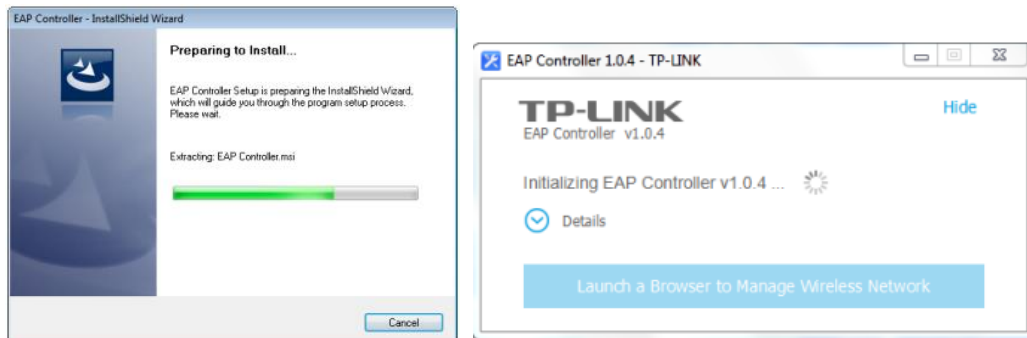 EAP Controller - InstallShield Wizard
Preparing to Install...
EAP Controller Setup is preparing the InstallShield Wizard,
which will guide you through the program setup process.
Please wait.
Extracting: EAP Controller.msi
Cancel
EAP Controller 1.0.4 - TP-LINK
TP-LINK
Hide
EAP Controller v1.0.4
Initializing EAP Controller v1.0.4 ...
Details
Launch a Browser to Manage Wireless Network